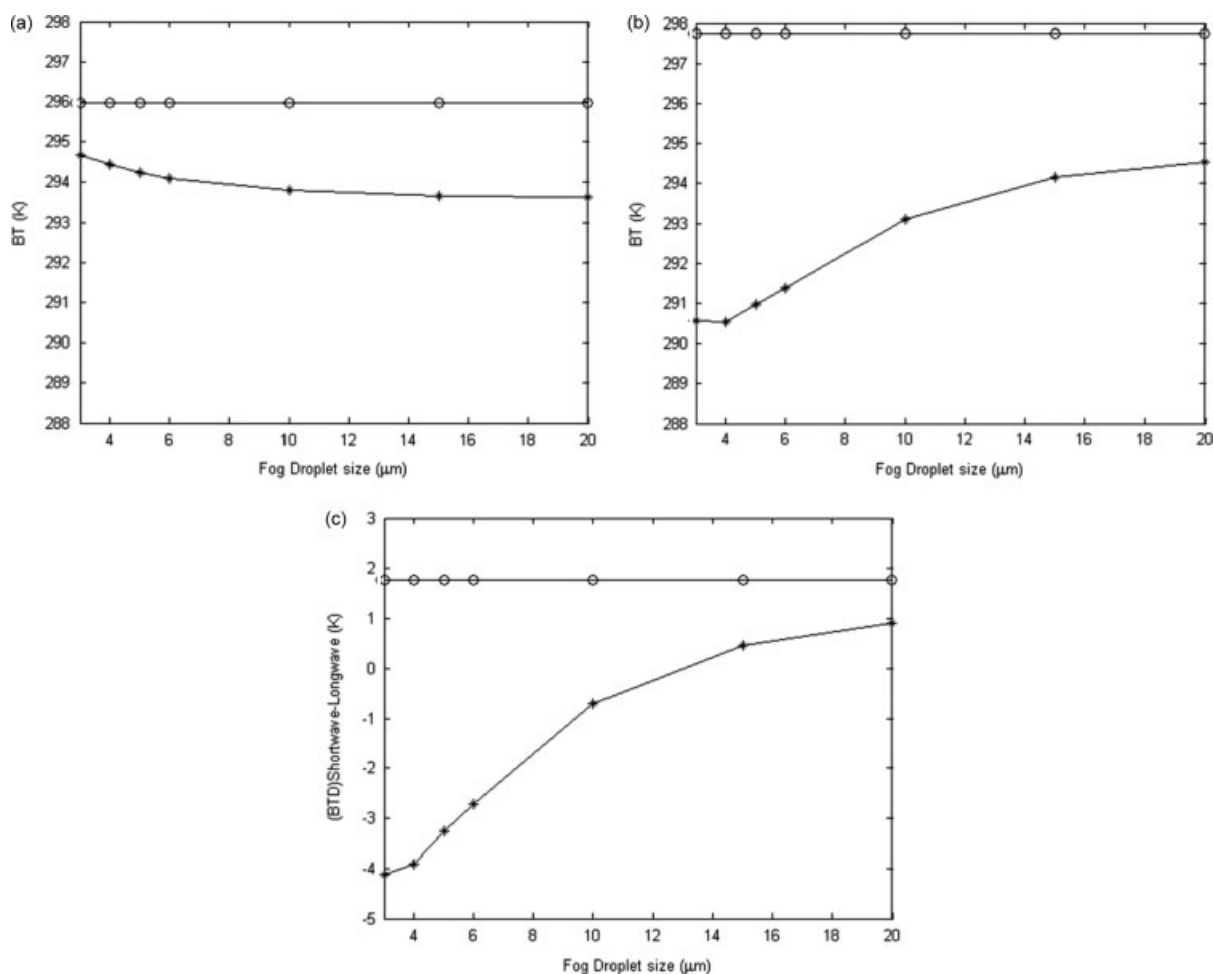 (a)
298
297
296
295
294
293
292
291
290
289
288
BT (K)
4 6 8 10 12 14 16 18 20
Fog Droplet size (μm)
(b)
298
297
296
295
294
293
292
291
290
289
288
BT (K)
4 6 8 10 12 14 16 18 20
Fog Droplet size (μm)
(c)
3
2
1
0
-1
-2
-3
-4
-5
(BTD)Shortwave-Longwave (K)
4 6 8 10 12 14 16 18 20
Fog Droplet size (μm)